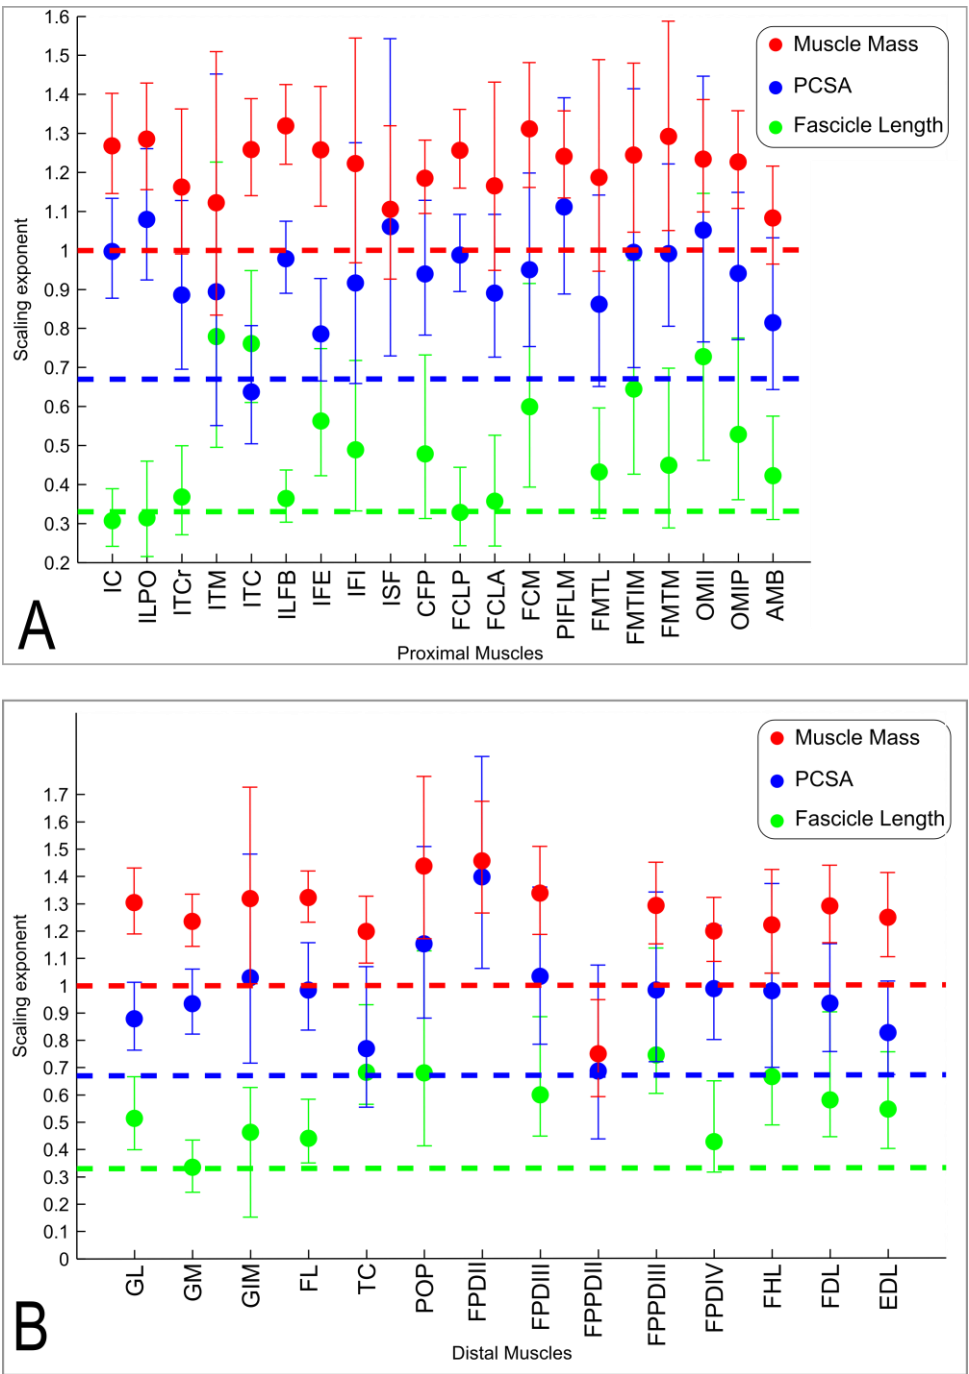 1.6
1.5
1.4
1.3
1.2
1.1
1
0.9
0.8
0.7
0.6
0.5
0.4
0.3
0.2
Scaling exponent
Muscle Mass
PCSA
Fascicle Length
IC ILPO ITCr ITM ITC ILFB IFE IFI ISF CFP FCLP FCLA FCM PIFLM FMTL FMTIM FMTM OMII OMIP AMB
A
Proximal Muscles
Muscle Mass
PCSA
Fascicle Length
1.7
1.6
1.5
1.4
1.3
1.2
1.1
1
0.9
0.8
0.7
0.6
0.5
0.4
0.3
0.2
0.1
0
Scaling exponent
GL GM GIM FL TC POP FPDII FPDIII FPPDII FPPDIII FPDIV FHL FDL EDL
B
Distal Muscles